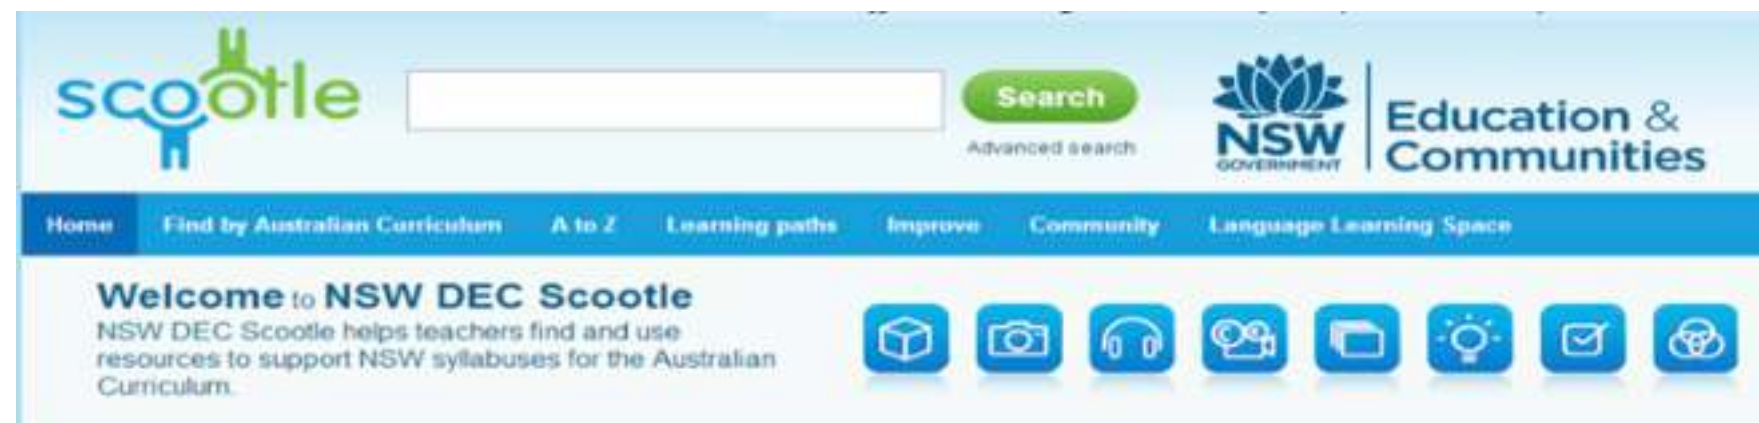 scootle
Search
Advanced search
NSW
GOVERNMENT
Education &
Communities
Home Find by Australian Curriculum A to Z Learning paths Improve Community Language Learning Space
Welcome to NSW DEC Scootle
NSW DEC Scootle helps teachers find and use
resources to support NSW syllabuses for the Australian
Curriculum.